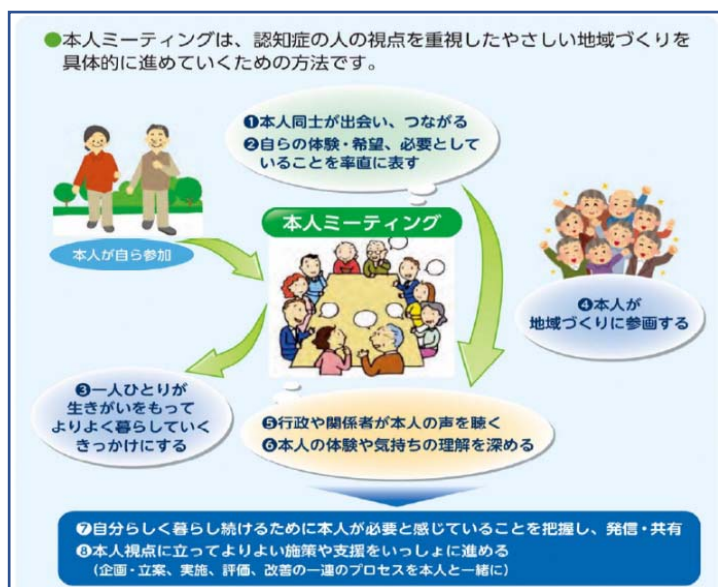 ●本人ミーティングは、認知症の人の視点を重視したやさしい地域づくりを
具体的に進めていくための方法です。
❶本人同士が出会い、つながる
❷自らの体験・希望、必要として
いることを率直に表す
本人が自ら参加
本人ミーティング
❹本人が
地域づくりに参画する
❸一人ひとりが
生きがいをもって
よりよく暮らしていく
きっかけにする
❺行政や関係者が本人の声を聴く
❻本人の体験や気持ちの理解を深める
❼自分らしく暮らし続けるために本人が必要と感じていることを把握し、発信・共有
❽本人視点に立ってよりよい施策や支援をいっしょに進める
(企画・立案、実施、評価、改善の一連のプロセスを本人と一緒に)